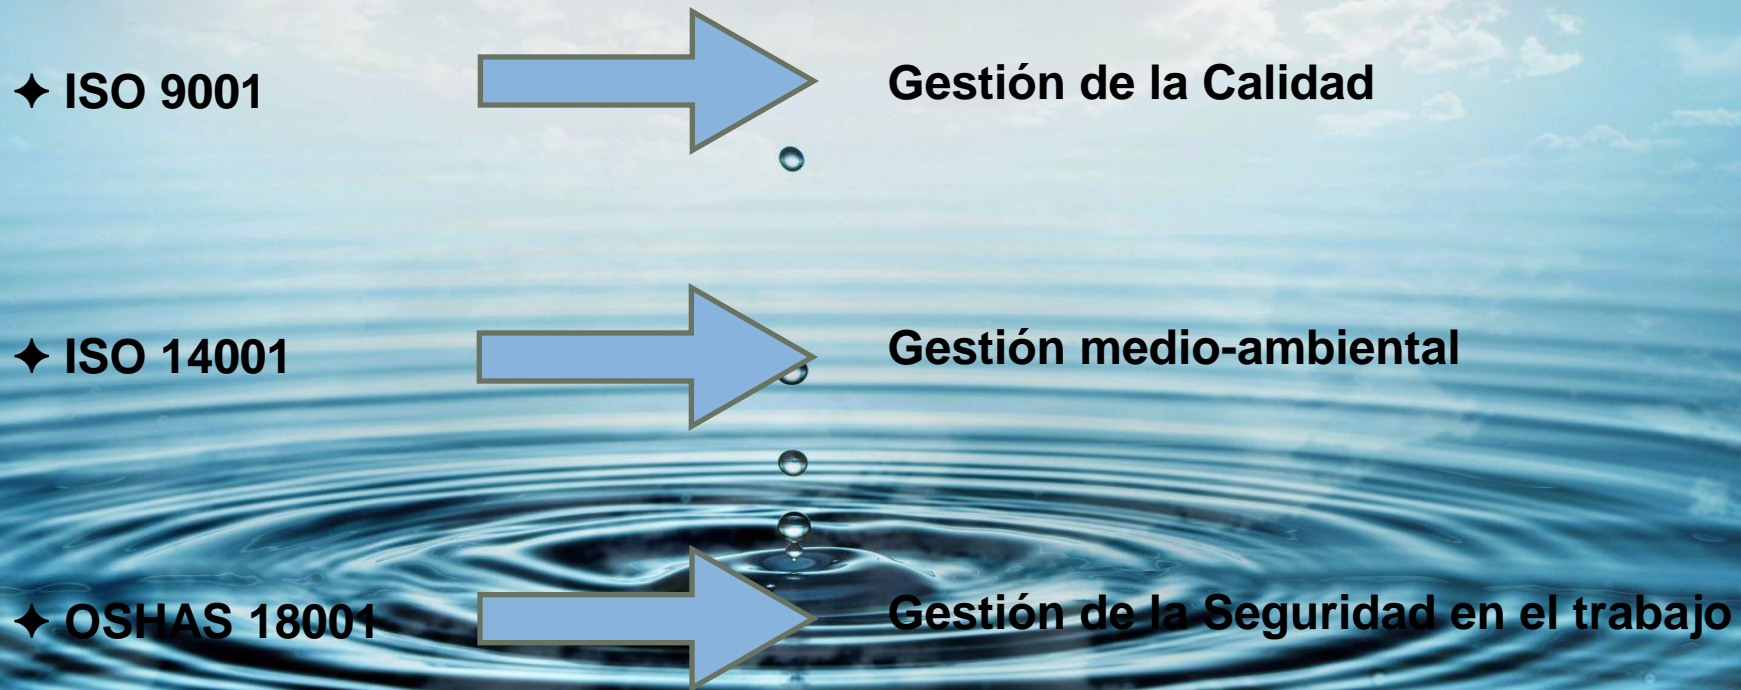 ✦ ISO 9001 Gestión de la Calidad
✦ ISO 14001 Gestión medio-ambiental
✦ OSHAS 18001 Gestión de la Seguridad en el trabajo